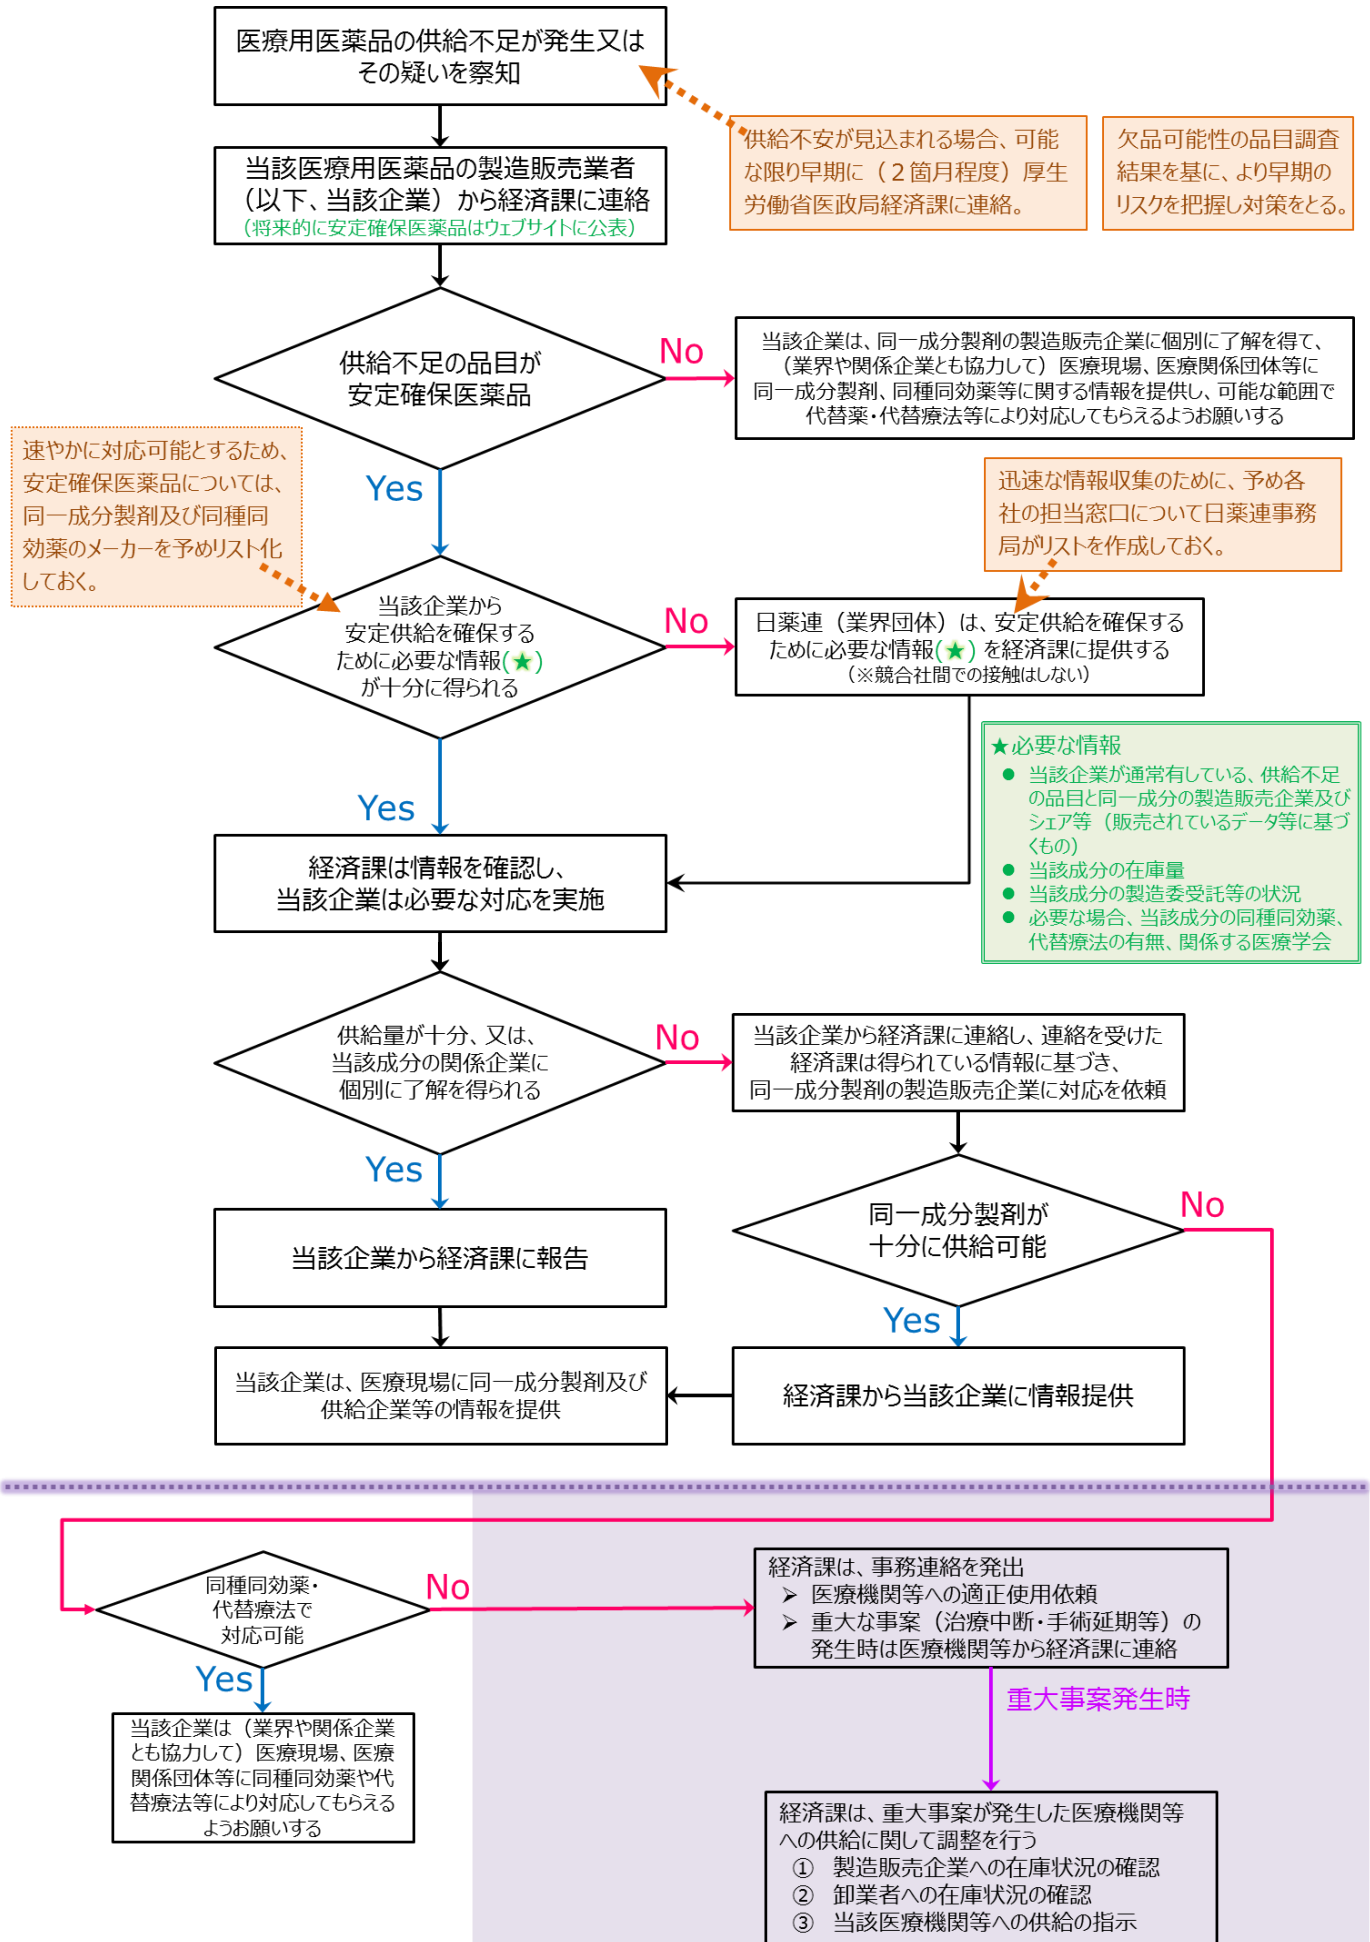 医療用医薬品の供給不足が発生又は
その疑いを察知
供給不安が見込まれる場合、可能
な限り早期に（２箇月程度）厚生
労働省医政局経済課に連絡。
欠品可能性の品目調査
結果を基に、より早期の
リスクを把握し対策をとる。
当該医療用医薬品の製造販売業者
（以下、当該企業）から経済課に連絡
（将来的に安定確保医薬品はウェブサイトに公表）
供給不足の品目が
安定確保医薬品
No
当該企業は、同一成分製剤の製造販売企業に個別に了解を得て、
（業界や関係企業とも協力して）医療現場、医療関係団体等に
同一成分製剤、同種同効薬等に関する情報を提供し、可能な範囲で
代替薬・代替療法等により対応してもらえるようお願いする
Yes
速やかに対応可能とするため、
安定確保医薬品については、
同一成分製剤及び同種同
効薬のメーカーを予めリスト化
しておく。
迅速な情報収集のために、予め各
社の担当窓口について日薬連事務
局がリストを作成しておく。
当該企業から
安定供給を確保する
ために必要な情報(★)
が十分に得られる
No
日薬連（業界団体）は、安定供給を確保する
ために必要な情報(★)を経済課に提供する
（※競合社間での接触はしない）
Yes
★必要な情報
● 当該企業が通常有している、供給不足
の品目と同一成分の製造販売企業及び
シェア等（販売されているデータ等に基づ
くもの）
● 当該成分の在庫量
● 当該成分の製造委受託等の状況
● 必要な場合、当該成分の同種同効薬、
代替療法の有無、関係する医療学会
経済課は情報を確認し、
当該企業は必要な対応を実施
供給量が十分、又は、
当該成分の関係企業に
個別に了解を得られる
No
当該企業から経済課に連絡し、連絡を受けた
経済課は得られている情報に基づき、
同一成分製剤の製造販売企業に対応を依頼
Yes
同一成分製剤が
十分に供給可能
No
当該企業から経済課に報告
Yes
当該企業は、医療現場に同一成分製剤及び
供給企業等の情報を提供
経済課から当該企業に情報提供
同種同効薬・
代替療法で
対応可能
No
経済課は、事務連絡を発出
➢ 医療機関等への適正使用依頼
➢ 重大な事案（治療中断・手術延期等）の
発生時は医療機関等から経済課に連絡
Yes
重大事案発生時
当該企業は（業界や関係企業
とも協力して）医療現場、医療
関係団体等に同種同効薬や代
替療法等により対応してもらえる
ようお願いする
経済課は、重大事案が発生した医療機関等
への供給に関して調整を行う
① 製造販売企業への在庫状況の確認
② 卸業者への在庫状況の確認
③ 当該医療機関等への供給の指示